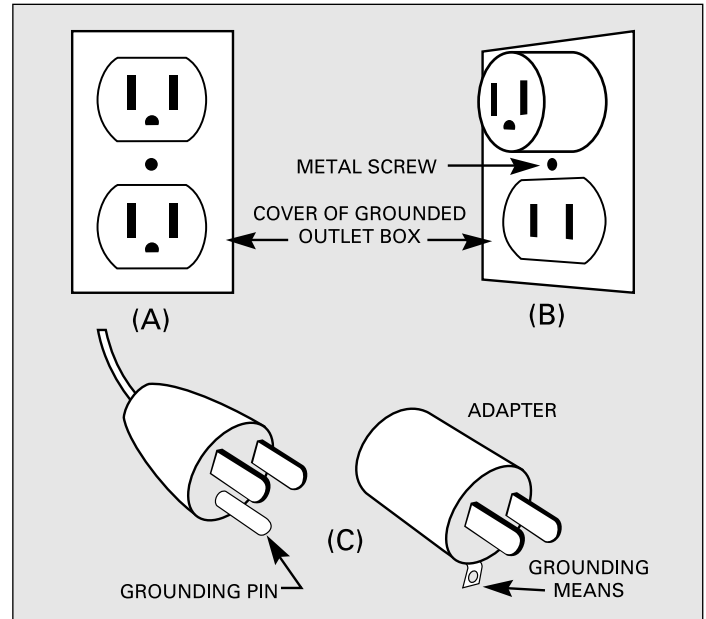 METAL SCREW
COVER OF GROUNDED
OUTLET BOX
(A)
(B)
ADAPTER
(C)
GROUNDING PIN
GROUNDING
MEANS